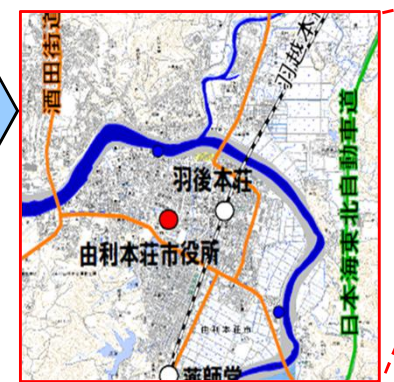 酒田街道
羽越本
羽後本荘
日本海東北自動車道
由利本荘市役所
由利本荘市
薬師堂